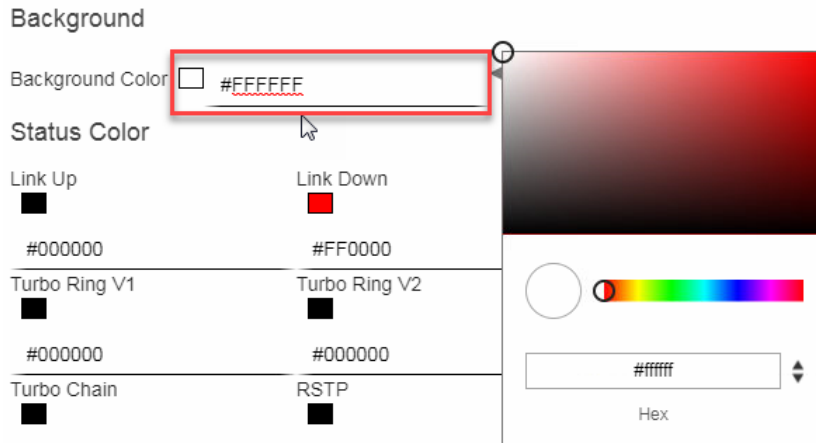 Background
Background Color #FFFFFF
Status Color
Link Up Link Down
#000000 #FF0000
Turbo Ring V1 Turbo Ring V2
#000000 #000000
Turbo Chain RSTP
#ffffff
Hex